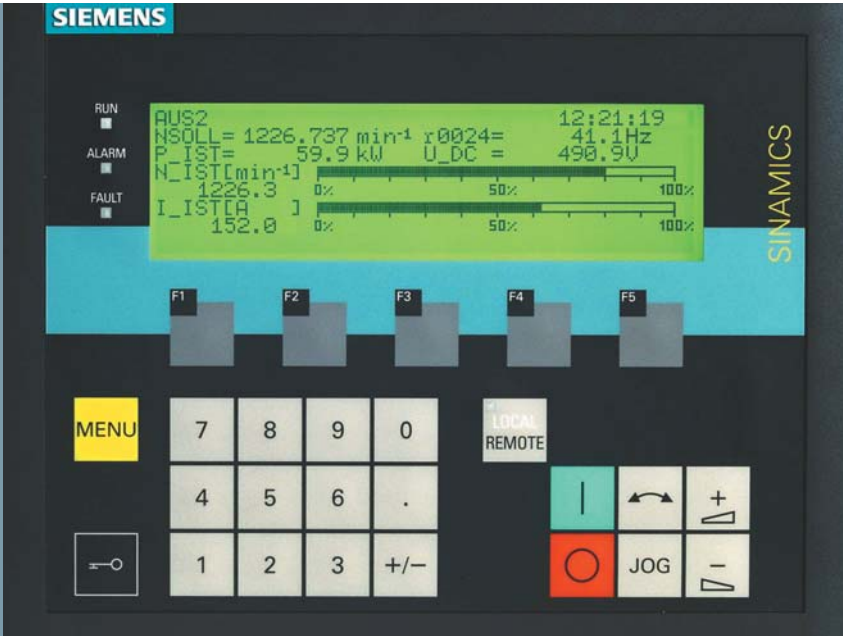 SIEMENS
RUN
ALARM
FAULT
AUS2 12:21:19
NSOLL= 1226.737 min-1 r0024= 41.1Hz
P_IST= 59.9 kW U_DC = 490.9V
N_IST[min-1]
1226.3 0% 50% 100%
I_IST[A ]
152.0 0% 50% 100%
SINAMICS
F1 F2 F3 F4 F5
MENU 7 8 9 0 LOCAL
REMOTE
4 5 6 . +
1 2 3 +/- JOG -